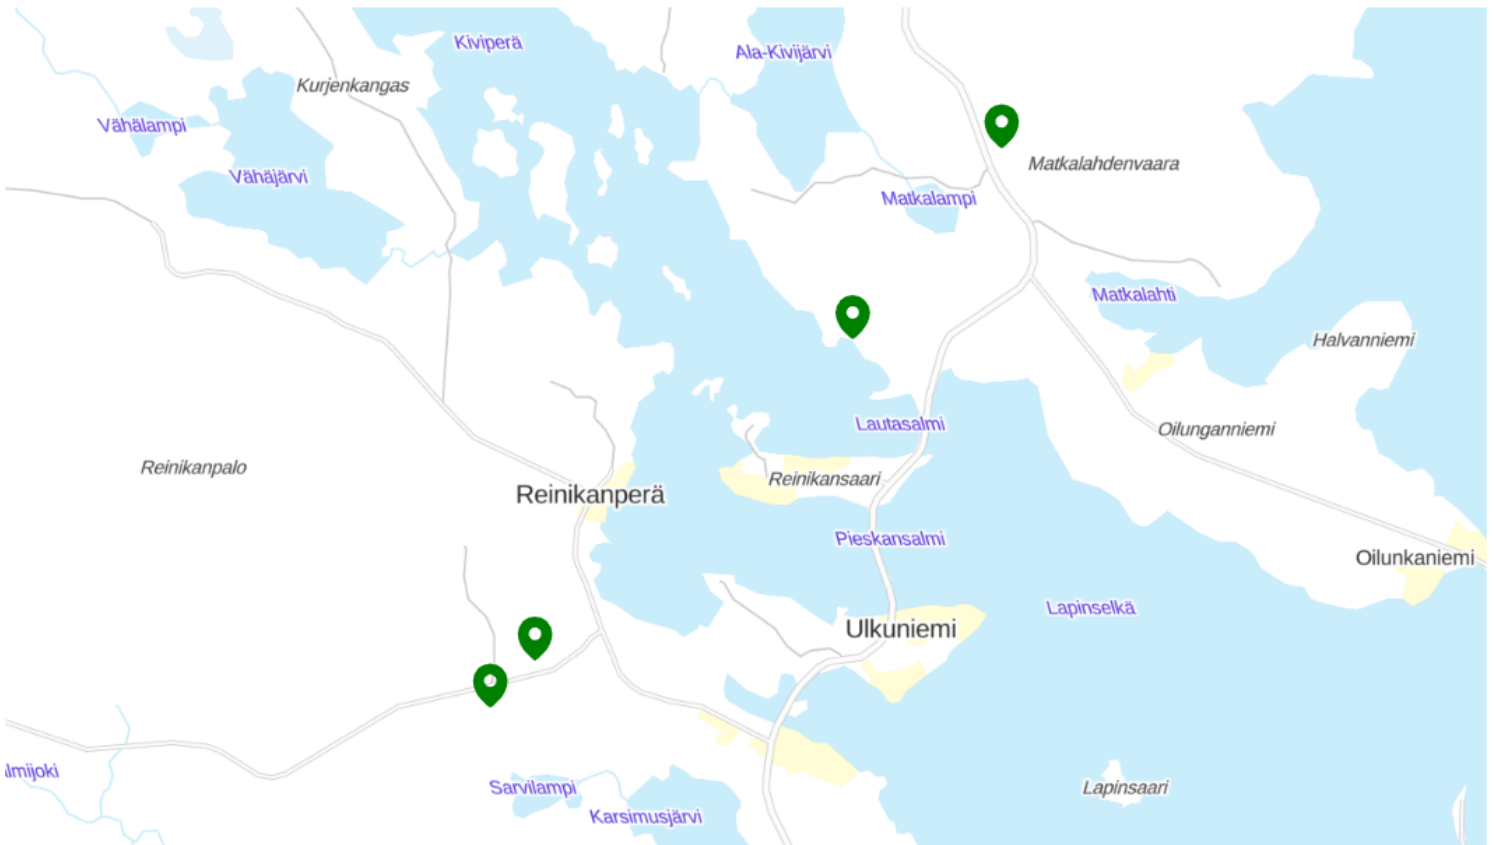 Kiviperä
Ala-Kivijärvi
Kurjenkangas
Vähälampi
Matkalahdenvaara
Vähäjärvi
Matkalampi
Matkalahti
Halvanniemi
Lautasalmi
Oilunganniemi
Reinikanpalo
Reinikansaari
Reinikanperä
Pieskansalmi
Oilunkaniemi
Lapinselkä
Ulkuniemi
lmijoki
Sarvilampi
Lapinsaari
Karsimusjärvi